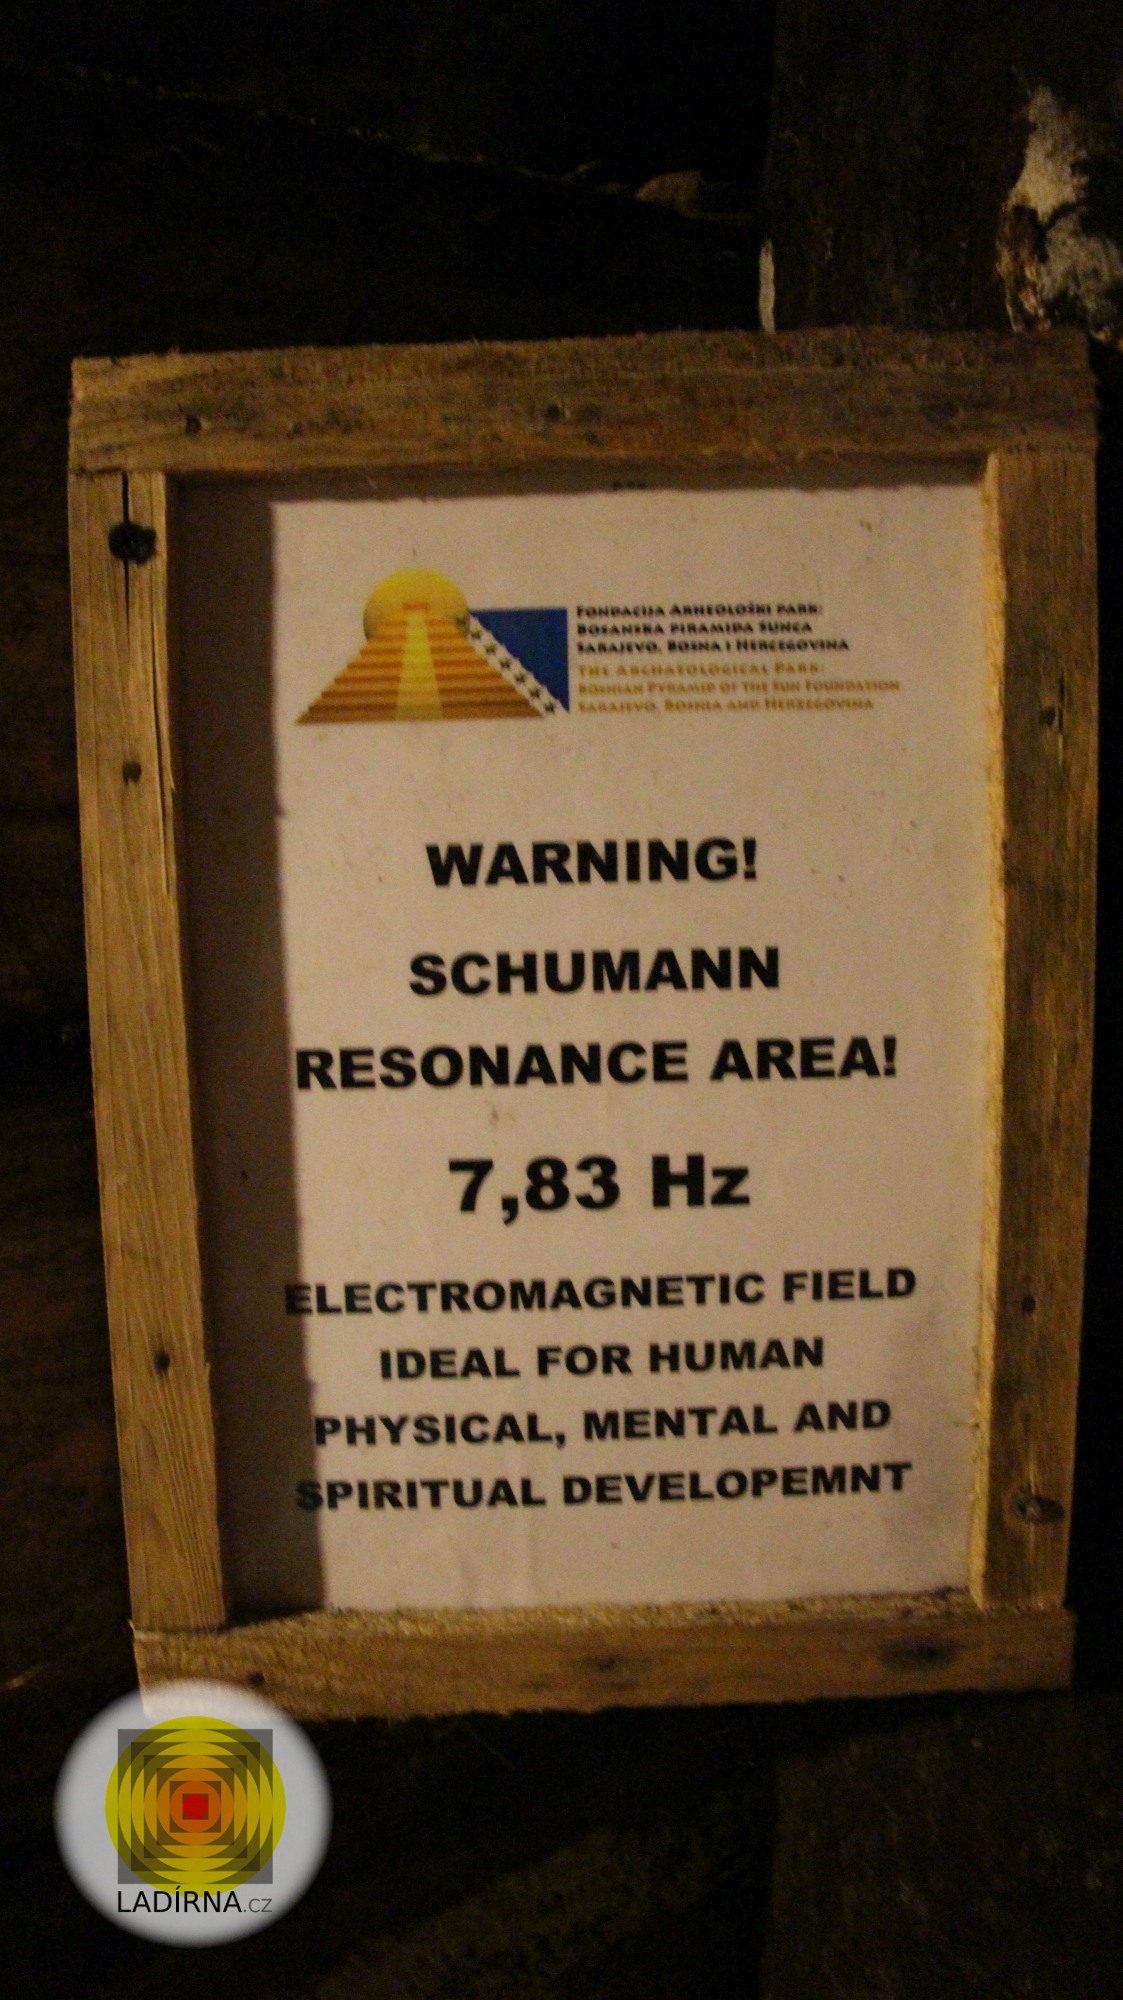 FONDACIJA ARHEOLOŠKI PARK:
BOSANSKA PIRAMIDA SUNCA
SARAJEVO, BOSNA I HERCEGOVINA
THE ARCHAEOLOGICAL PARK:
BOSNIAN PYRAMID OF THE SUN FOUNDATION
SARAJEVO, BOSNIA AND HERZEGOVINA
WARNING!
SCHUMANN
RESONANCE AREA!
7,83 Hz
ELECTROMAGNETIC FIELD
IDEAL FOR HUMAN
PHYSICAL, MENTAL AND
SPIRITUAL DEVELOPEMNT
LADÍRNA.CZ